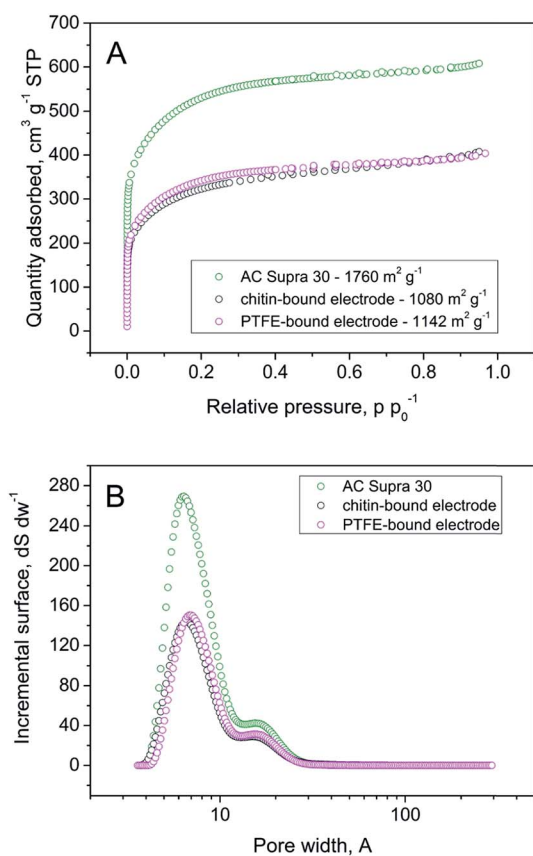 A
Quantity adsorbed, cm³ g⁻¹ STP
700
600
500
400
300
200
100
0
AC Supra 30 - 1760 m² g⁻¹
chitin-bound electrode - 1080 m² g⁻¹
PTFE-bound electrode - 1142 m² g⁻¹
0.0 0.2 0.4 0.6 0.8 1.0
Relative pressure, p p₀⁻¹
B
Incremental surface, dS dw⁻¹
280
240
200
160
120
80
40
0
AC Supra 30
chitin-bound electrode
PTFE-bound electrode
10 100
Pore width, A